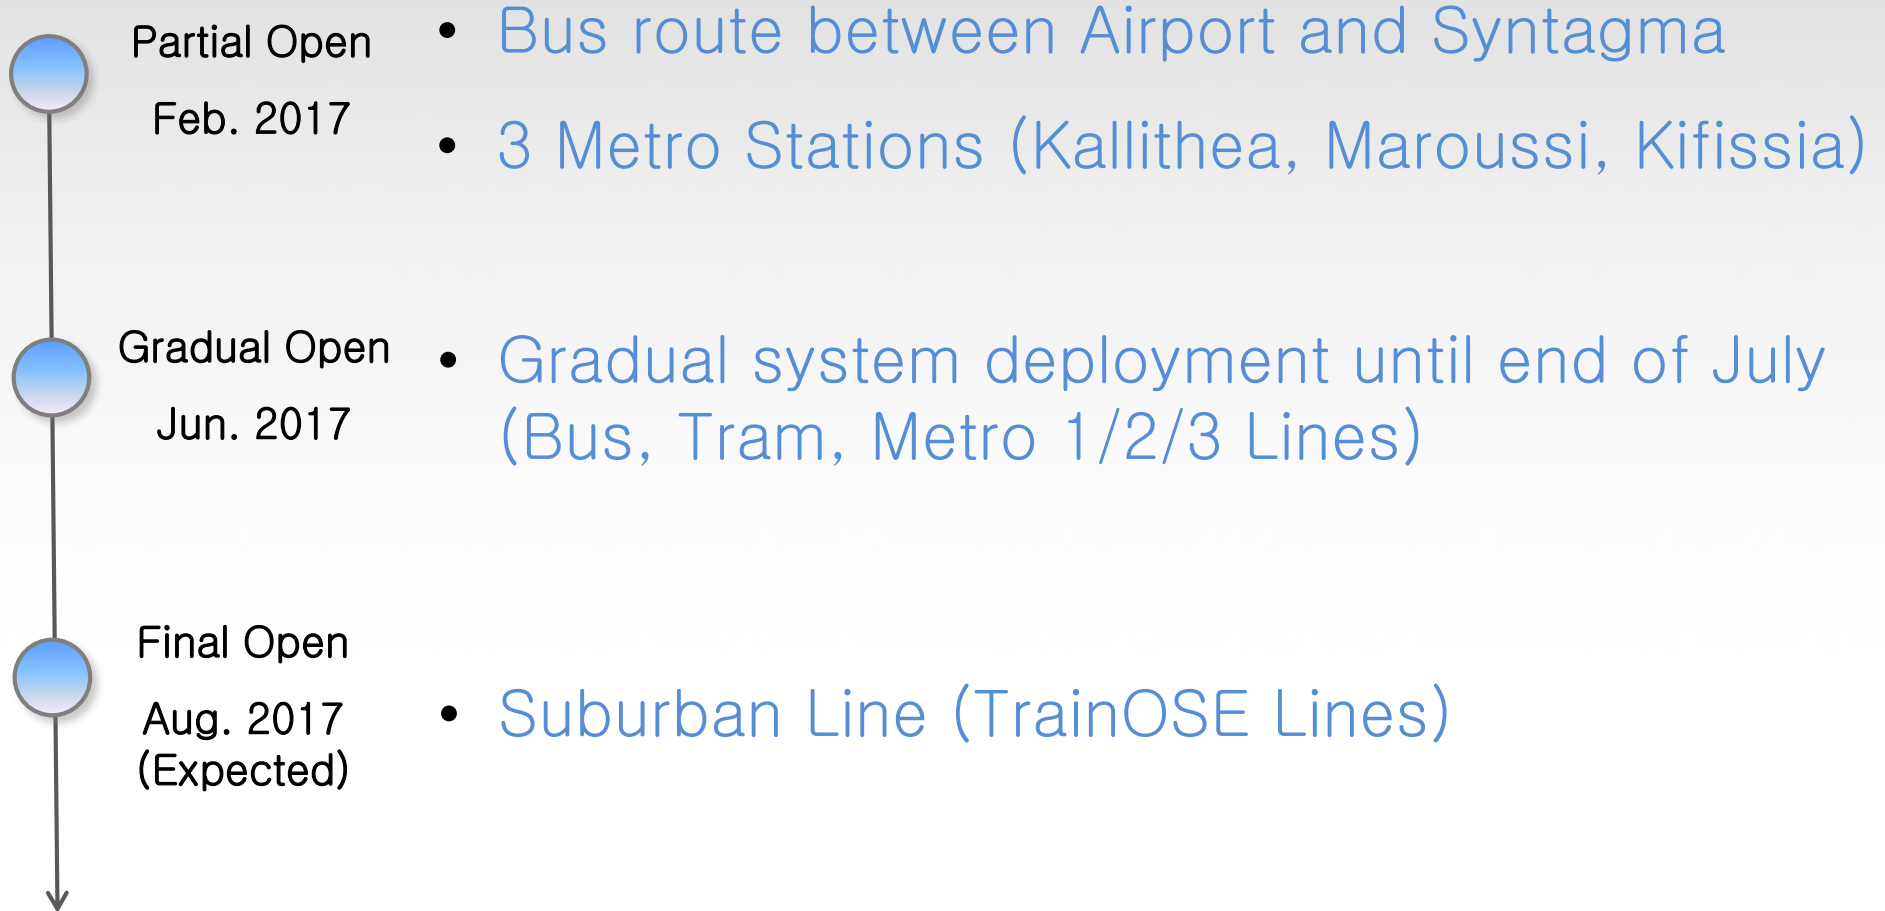 Partial Open
Feb. 2017
• Bus route between Airport and Syntagma
• 3 Metro Stations (Kallithea, Maroussi, Kifissia)
Gradual Open
Jun. 2017
• Gradual system deployment until end of July
(Bus, Tram, Metro 1/2/3 Lines)
Final Open
Aug. 2017
(Expected)
• Suburban Line (TrainOSE Lines)